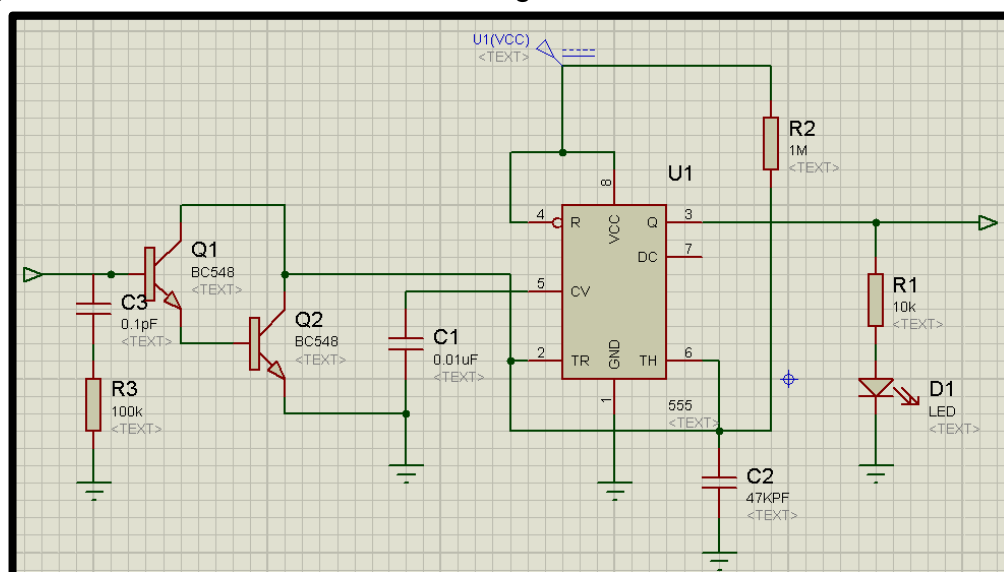 U1(VCC)
<TEXT>
R2
1M
<TEXT>
U1
8
VCC
4
R
Q
3
DC
7
Q1
BC548
<TEXT>
5
CV
R1
10k
<TEXT>
C3
0.1pF
<TEXT>
Q2
BC548
<TEXT>
C1
0.01uF
<TEXT>
2
TR
GND
TH
6
1
555
<TEXT>
R3
100k
<TEXT>
D1
LED
<TEXT>
C2
47KPF
<TEXT>